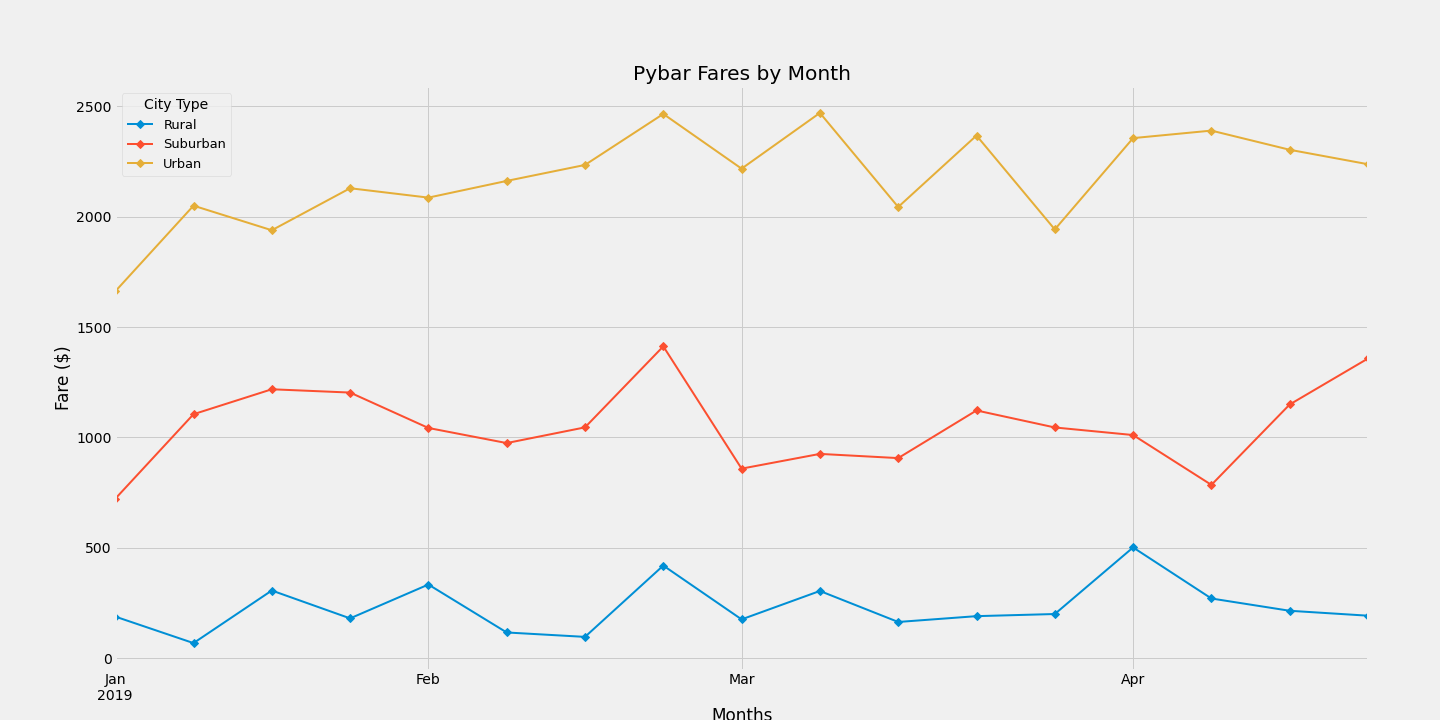 Pybar Fares by Month
City Type
Rural
Suburban
Urban
Fare ($)
2500
2000
1500
1000
500
0
Jan Feb Mar Apr
2019
Months